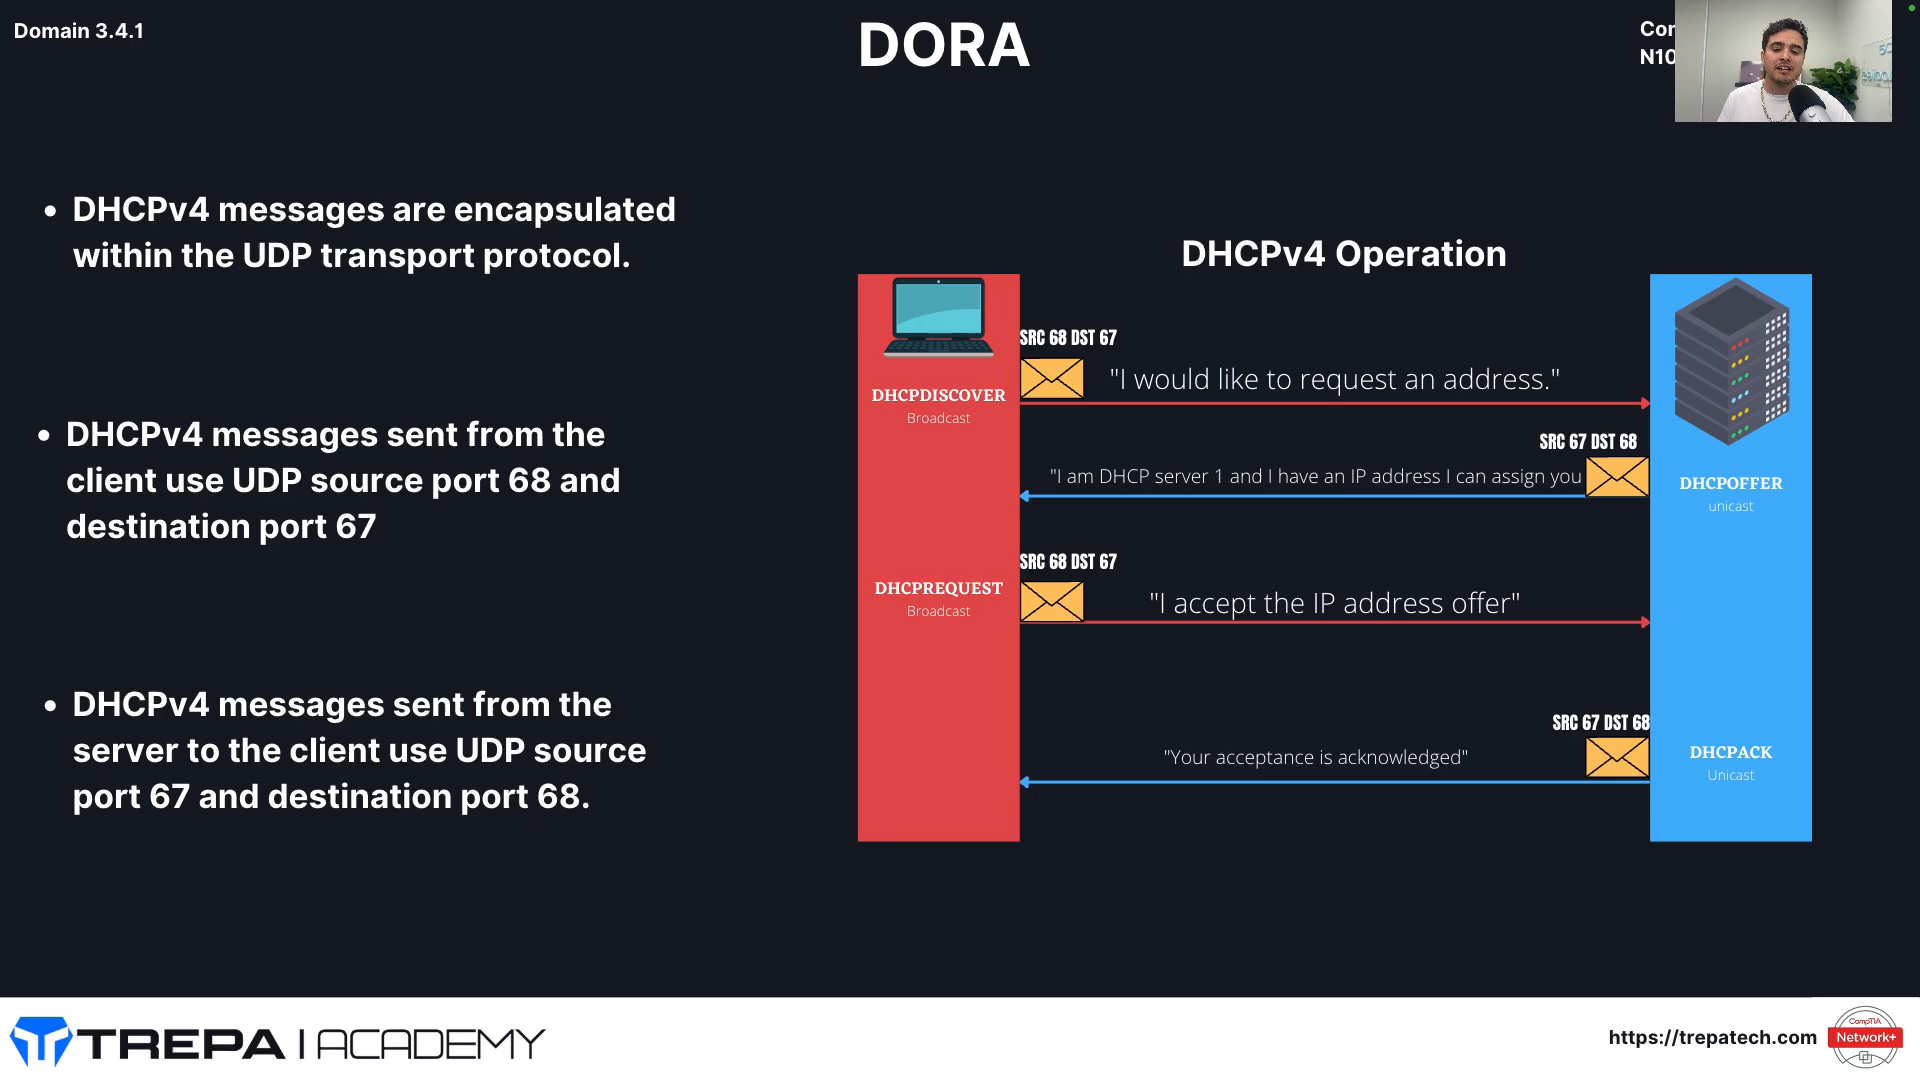 Domain 3.4.1
DORA
DHCPv4 messages are encapsulated
within the UDP transport protocol.
DHCPv4 messages sent from the
client use UDP source port 68 and
destination port 67
DHCPv4 messages sent from the
server to the client use UDP source
port 67 and destination port 68.
DHCPv4 Operation
SRC 68 DST 67
"I would like to request an address."
DHCPDISCOVER
Broadcast
SRC 67 DST 68
"I am DHCP server 1 and I have an IP address I can assign you
DHCPOFFER
unicast
SRC 68 DST 67
DHCPREQUEST
Broadcast
"I accept the IP address offer"
SRC 67 DST 68
"Your acceptance is acknowledged"
DHCPACK
Unicast
TREPA | ACADEMY
https://trepatech.com
CompTIA
Network+